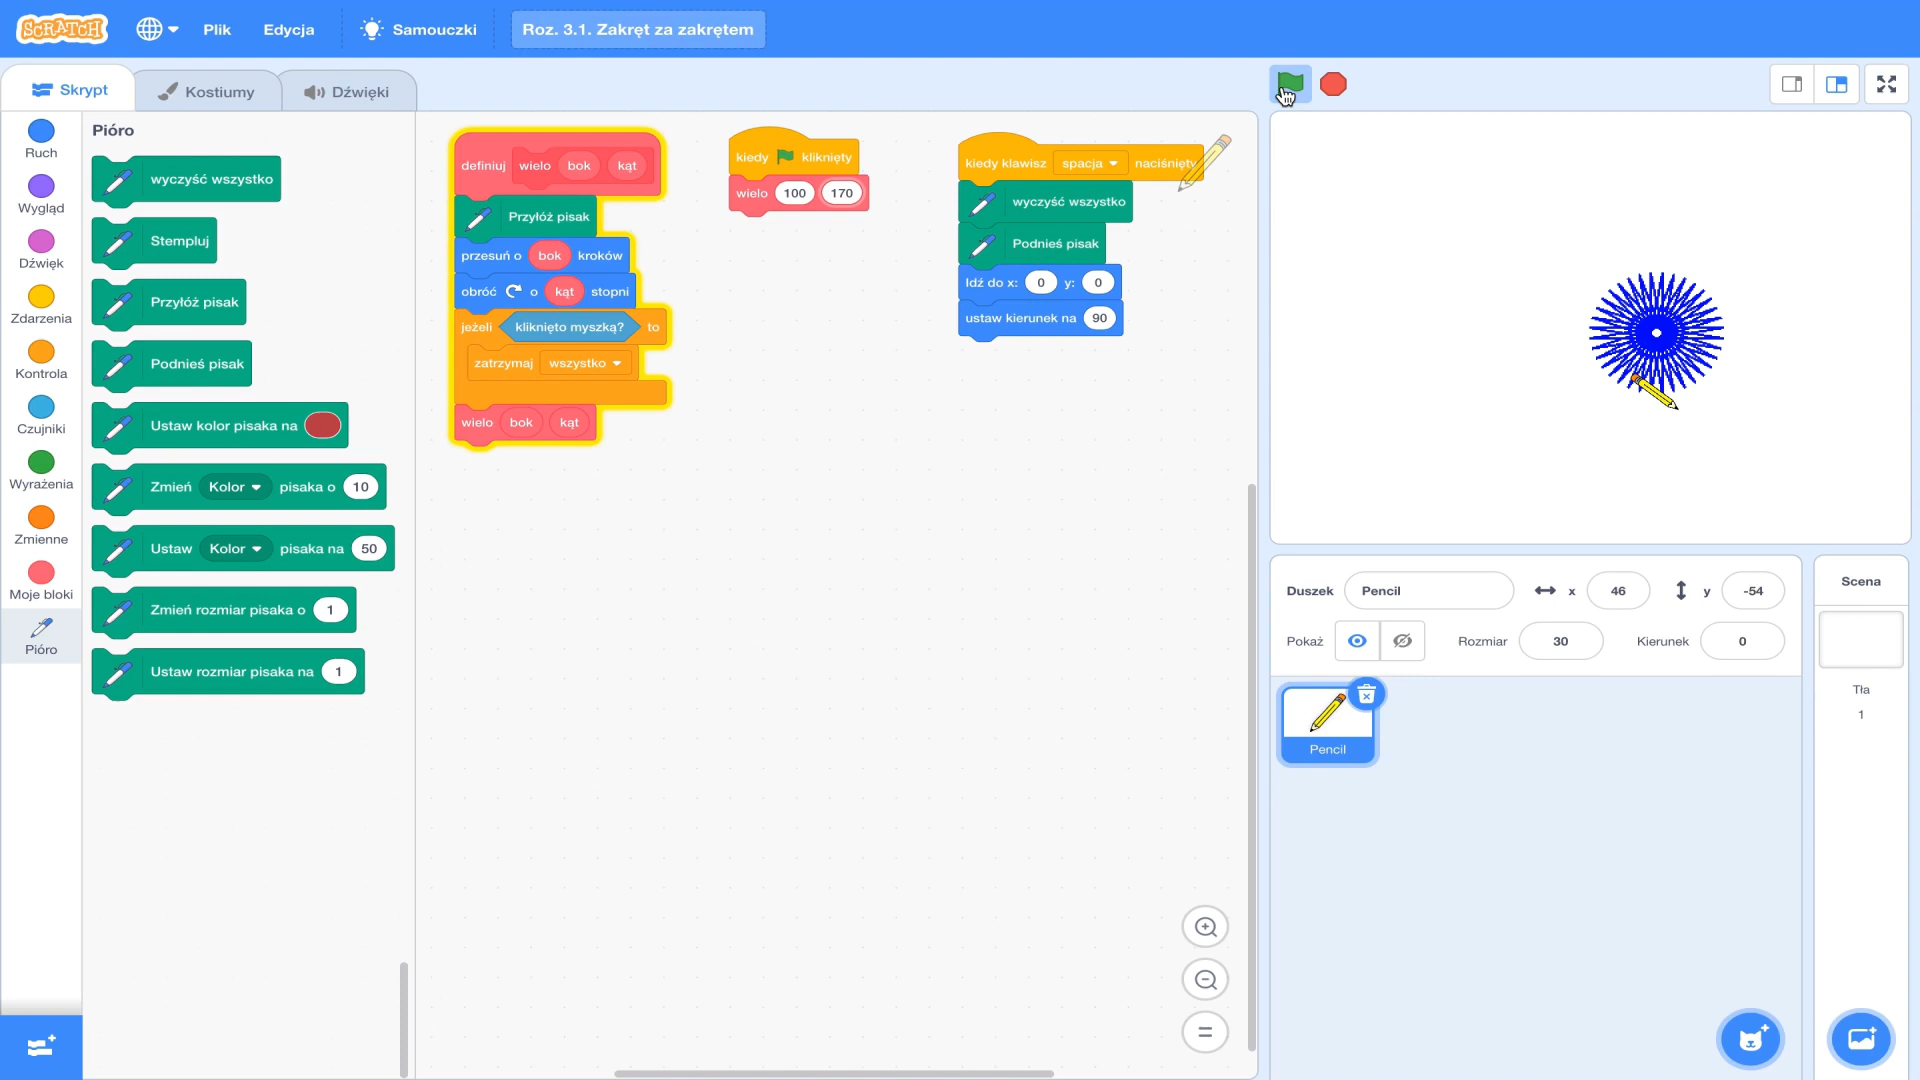 SCRATCH
Plik
Edycja
Samouczki
Roz. 3.1. Zakręt za zakrętem
Skrypt
Kostiumy
Dźwięki
Ruch
Wygląd
Dźwięk
Zdarzenia
Kontrola
Czujniki
Wyrażenia
Zmienne
Moje bloki
Pióro
Pióro
wyczyść wszystko
Stempluj
Przyłóż pisak
Podnieś pisak
Ustaw kolor pisaka na
Zmień Kolor pisaka o 10
Ustaw Kolor pisaka na 50
Zmień rozmiar pisaka o 1
Ustaw rozmiar pisaka na 1
definiuj wielo bok kąt
Przyłóż pisak
przesuń o bok kroków
obróć o kąt stopni
jeżeli kliknięto myszką? to
zatrzymaj wszystko
wielo bok kąt
kiedy kliknięty
wielo 100 170
kiedy klawisz spacja naciśnięty
wyczyść wszystko
Podnieś pisak
Idź do x: 0 y: 0
ustaw kierunek na 90
Duszek Pencil x 46 y -54
Pokaż Rozmiar 30 Kierunek 0
Pencil
Scena
Tła
1